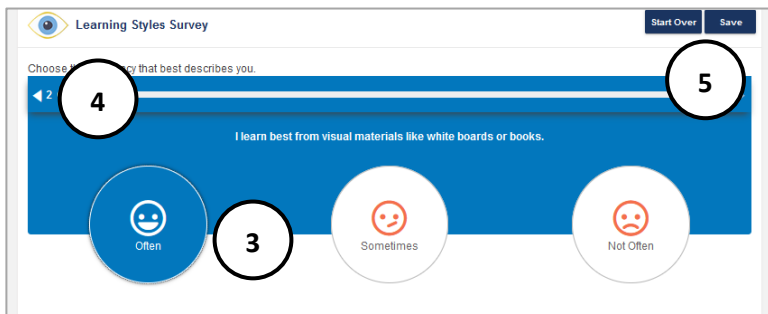 Learning Styles Survey
Start Over Save
Choose that best describes you.
2
4
5
I learn best from visual materials like white boards or books.
Often
3
Sometimes
Not Often